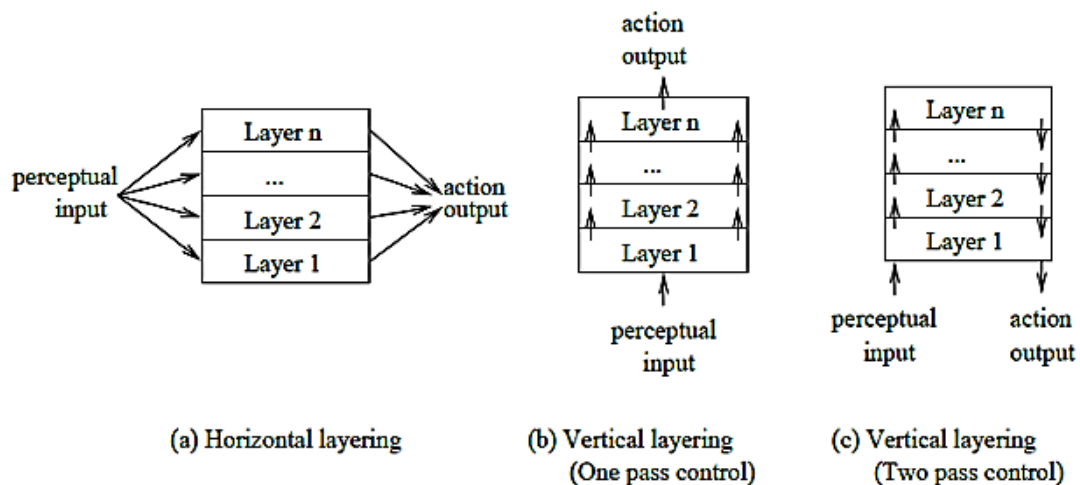 perceptual
input
Layer n
...
Layer 2
Layer 1
action
output
(a) Horizontal layering
action
output
Layer n
...
Layer 2
Layer 1
perceptual
input
(b) Vertical layering
(One pass control)
Layer n
...
Layer 2
Layer 1
perceptual
input
action
output
(c) Vertical layering
(Two pass control)